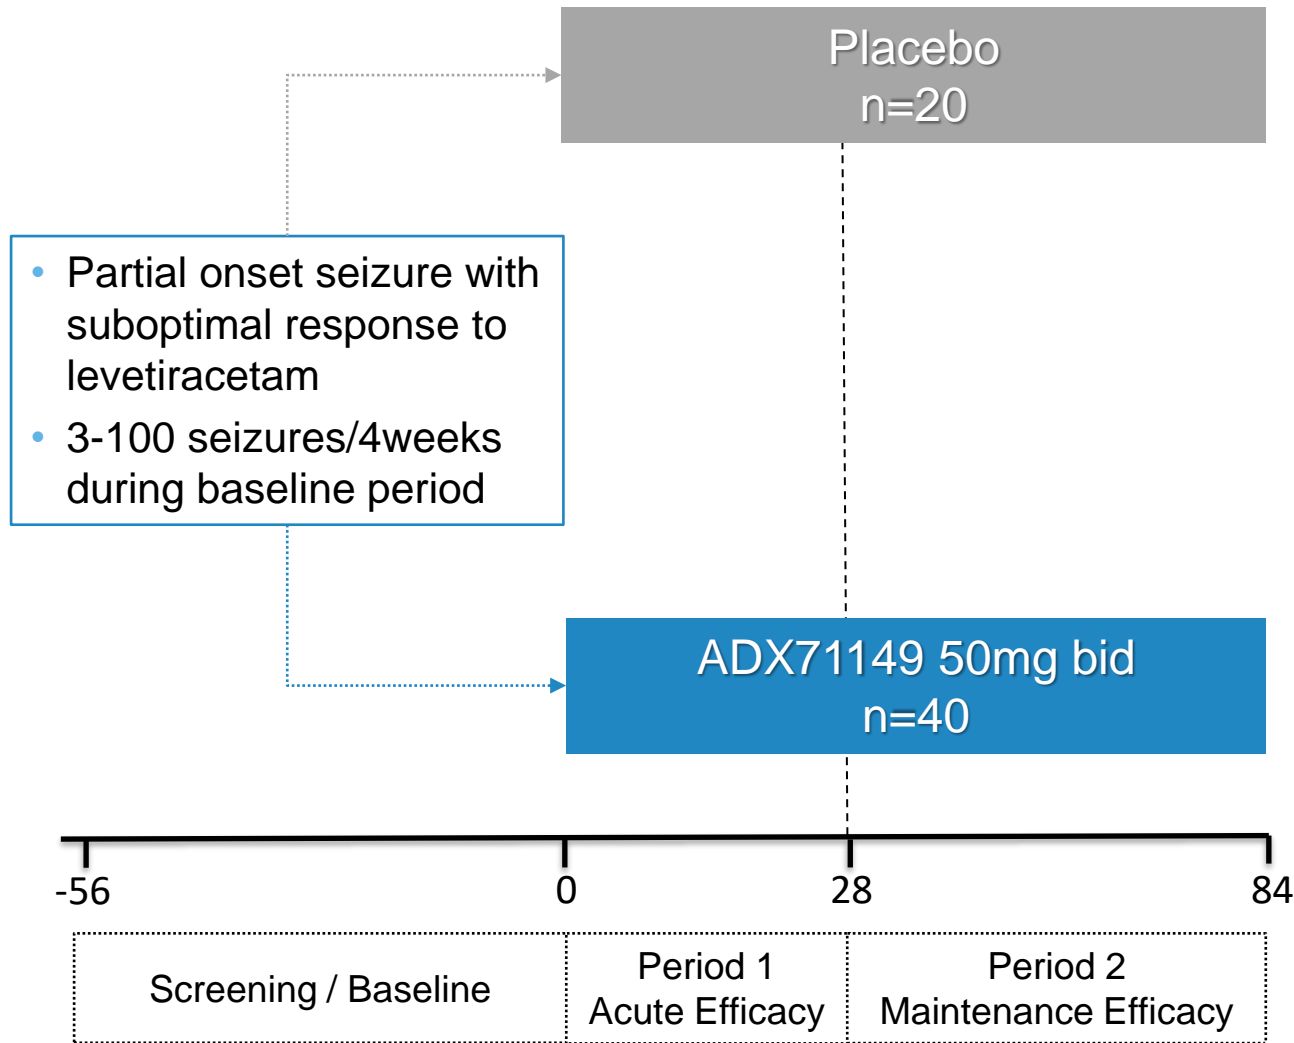 Placebo
n=20
• Partial onset seizure with
suboptimal response to
levetiracetam
• 3-100 seizures/4weeks
during baseline period
ADX71149 50mg bid
n=40
-56 0 28 84
Screening / Baseline
Period 1
Acute Efficacy
Period 2
Maintenance Efficacy